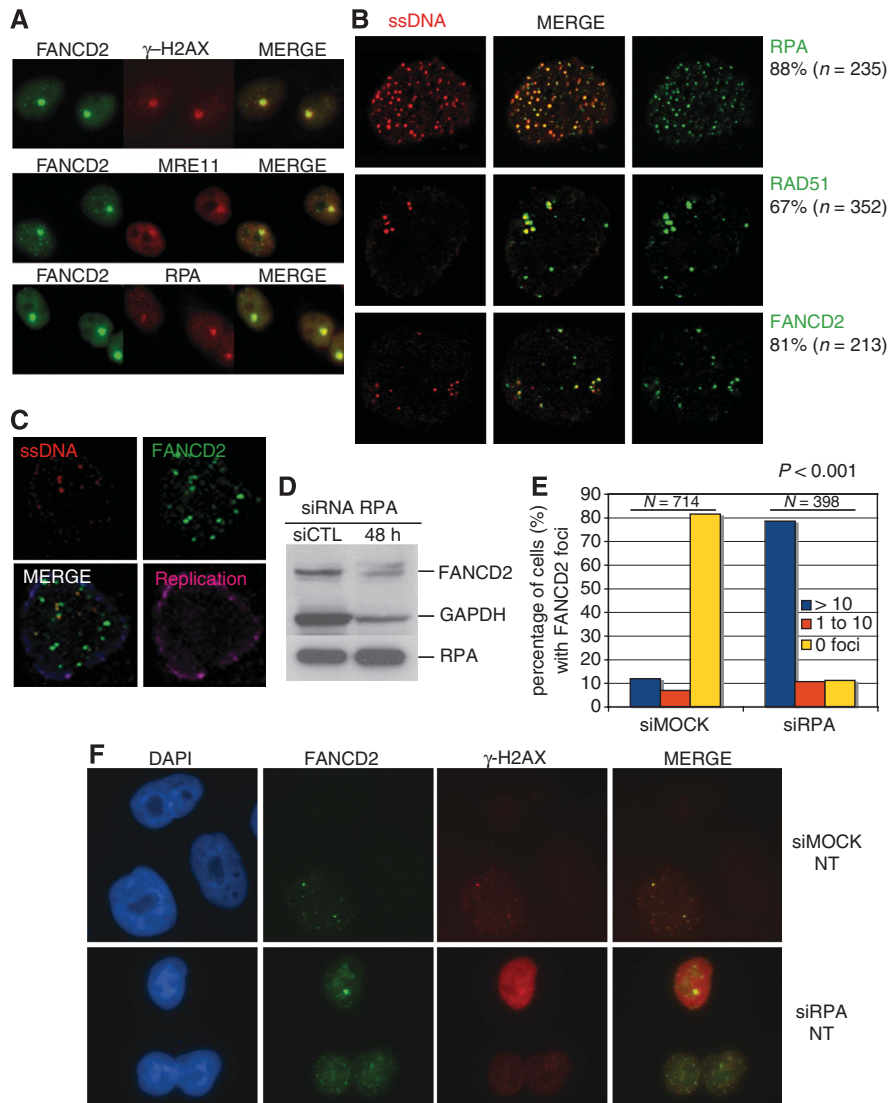 A
FANCD2 γ–H2AX MERGE
FANCD2 MRE11 MERGE
FANCD2 RPA MERGE
B
ssDNA MERGE
RPA
88% (n = 235)
RAD51
67% (n = 352)
FANCD2
81% (n = 213)
C
ssDNA FANCD2
MERGE Replication
D
siRNA RPA
siCTL 48 h
FANCD2
GAPDH
RPA
E
P < 0.001
N = 714 N = 398
percentage of cells (%)
with FANCD2 foci
90
80
70
60
50
40
30
20
10
0
> 10
1 to 10
0 foci
siMOCK siRPA
F
DAPI FANCD2 γ-H2AX MERGE
siMOCK
NT
siRPA
NT